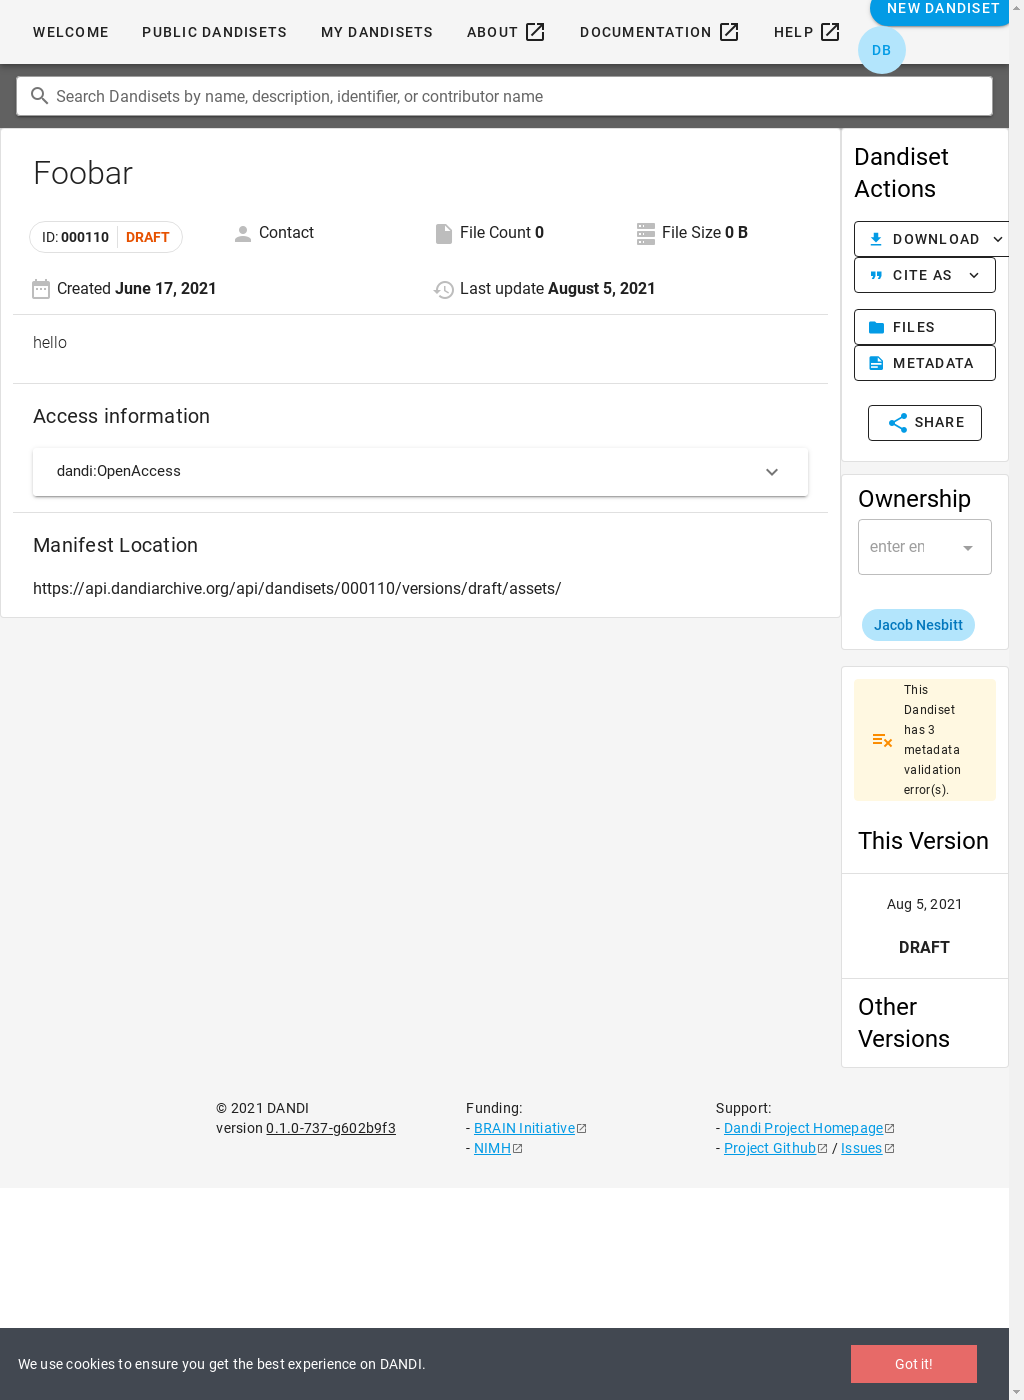 WELCOME PUBLIC DANDISETS MY DANDISETS ABOUT DOCUMENTATION HELP NEW DANDISET
DB
Search Dandisets by name, description, identifier, or contributor name
Foobar
ID: 000110 DRAFT Contact File Count 0 File Size 0 B
Created June 17, 2021 Last update August 5, 2021
hello
Access information
dandi:OpenAccess
Manifest Location
https://api.dandiarchive.org/api/dandisets/000110/versions/draft/assets/
Dandiset
Actions
DOWNLOAD
CITE AS
FILES
METADATA
SHARE
Ownership
enter en
Jacob Nesbitt
This
Dandiset
has 3
metadata
validation
error(s).
This Version
Aug 5, 2021
DRAFT
Other
Versions
© 2021 DANDI
version 0.1.0-737-g602b9f3
Funding:
- BRAIN Initiative
- NIMH
Support:
- Dandi Project Homepage
- Project Github / Issues
We use cookies to ensure you get the best experience on DANDI.
Got it!